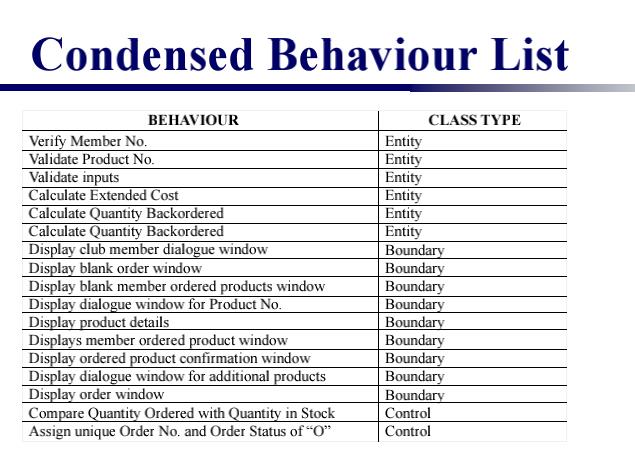 Condensed Behaviour List
BEHAVIOUR CLASS TYPE
Verify Member No. Entity
Validate Product No. Entity
Validate inputs Entity
Calculate Extended Cost Entity
Calculate Quantity Backordered Entity
Calculate Quantity Backordered Entity
Display club member dialogue window Boundary
Display blank order window Boundary
Display blank member ordered products window Boundary
Display dialogue window for Product No. Boundary
Display product details Boundary
Displays member ordered product window Boundary
Display ordered product confirmation window Boundary
Display dialogue window for additional products Boundary
Display order window Boundary
Compare Quantity Ordered with Quantity in Stock Control
Assign unique Order No. and Order Status of “O” Control